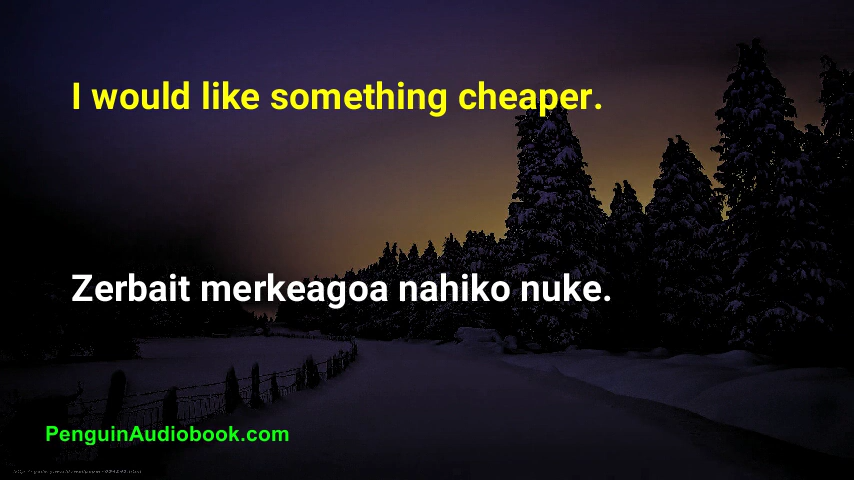 I would like something cheaper.
Zerbait merkeagoa nahiko nuke.
PenguinAudiobook.com